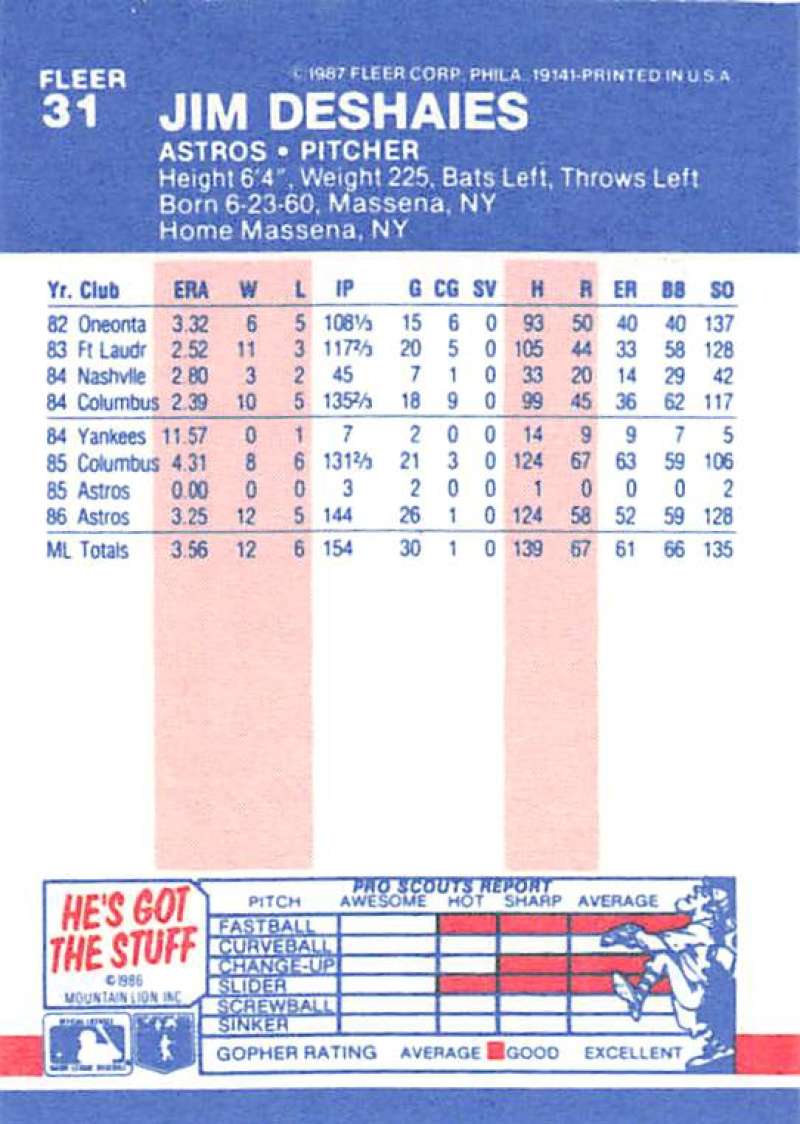 FLEER
© 1987 FLEER CORP. PHILA. 19141-PRINTED IN U.S.A
31 JIM DESHAIES
ASTROS • PITCHER
Height 6'4", Weight 225, Bats Left, Throws Left
Born 6-23-60, Massena, NY
Home Massena, NY
Yr. Club ERA W L IP G CG SV H R ER BB SO
82 Oneonta 3.32 6 5 108⅓ 15 6 0 93 50 40 40 137
83 Ft Laudr 2.52 11 3 117⅔ 20 5 0 105 44 33 58 128
84 Nashvlle 2.80 3 2 45 7 1 0 33 20 14 29 42
84 Columbus 2.39 10 5 135⅔ 18 9 0 99 45 36 62 117
84 Yankees 11.57 0 1 7 2 0 0 14 9 9 7 5
85 Columbus 4.31 8 6 131⅔ 21 3 0 124 67 63 59 106
85 Astros 0.00 0 0 3 2 0 0 1 0 0 0 2
86 Astros 3.25 12 5 144 26 1 0 124 58 52 59 128
ML Totals 3.56 12 6 154 30 1 0 139 67 61 66 135
HE'S GOT
THE STUFF
© 1986
MOUNTAIN LION INC
PRO SCOUTS REPORT
PITCH AWESOME HOT SHARP AVERAGE
FASTBALL
CURVEBALL
CHANGE-UP
SLIDER
SCREWBALL
SINKER
GOPHER RATING AVERAGE GOOD EXCELLENT